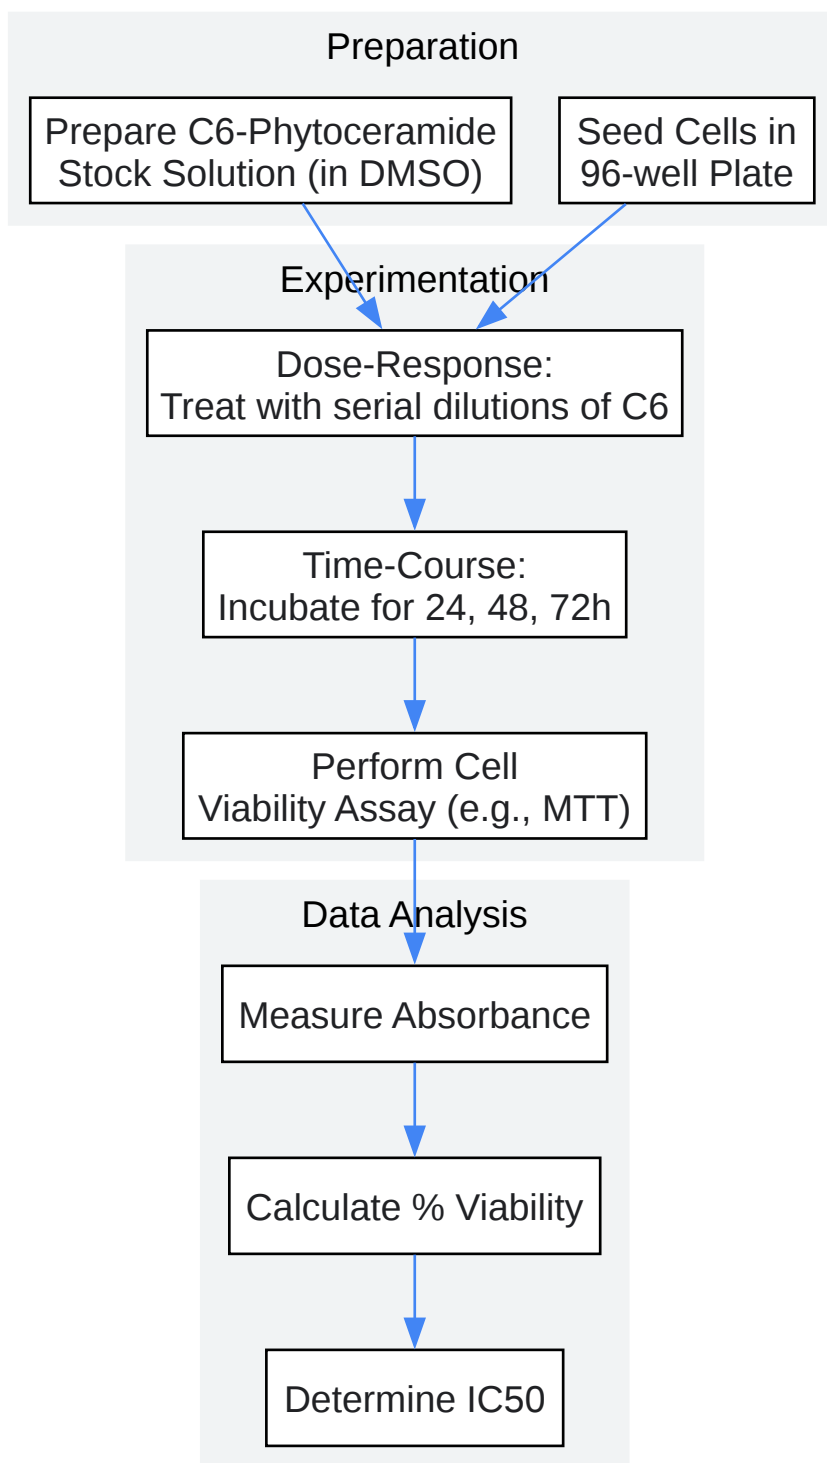 Preparation
Prepare C6-Phytoceramide
Stock Solution (in DMSO)
Seed Cells in
96-well Plate
Experimentation
Dose-Response:
Treat with serial dilutions of C6
Time-Course:
Incubate for 24, 48, 72h
Perform Cell
Viability Assay (e.g., MTT)
Data Analysis
Measure Absorbance
Calculate % Viability
Determine IC50